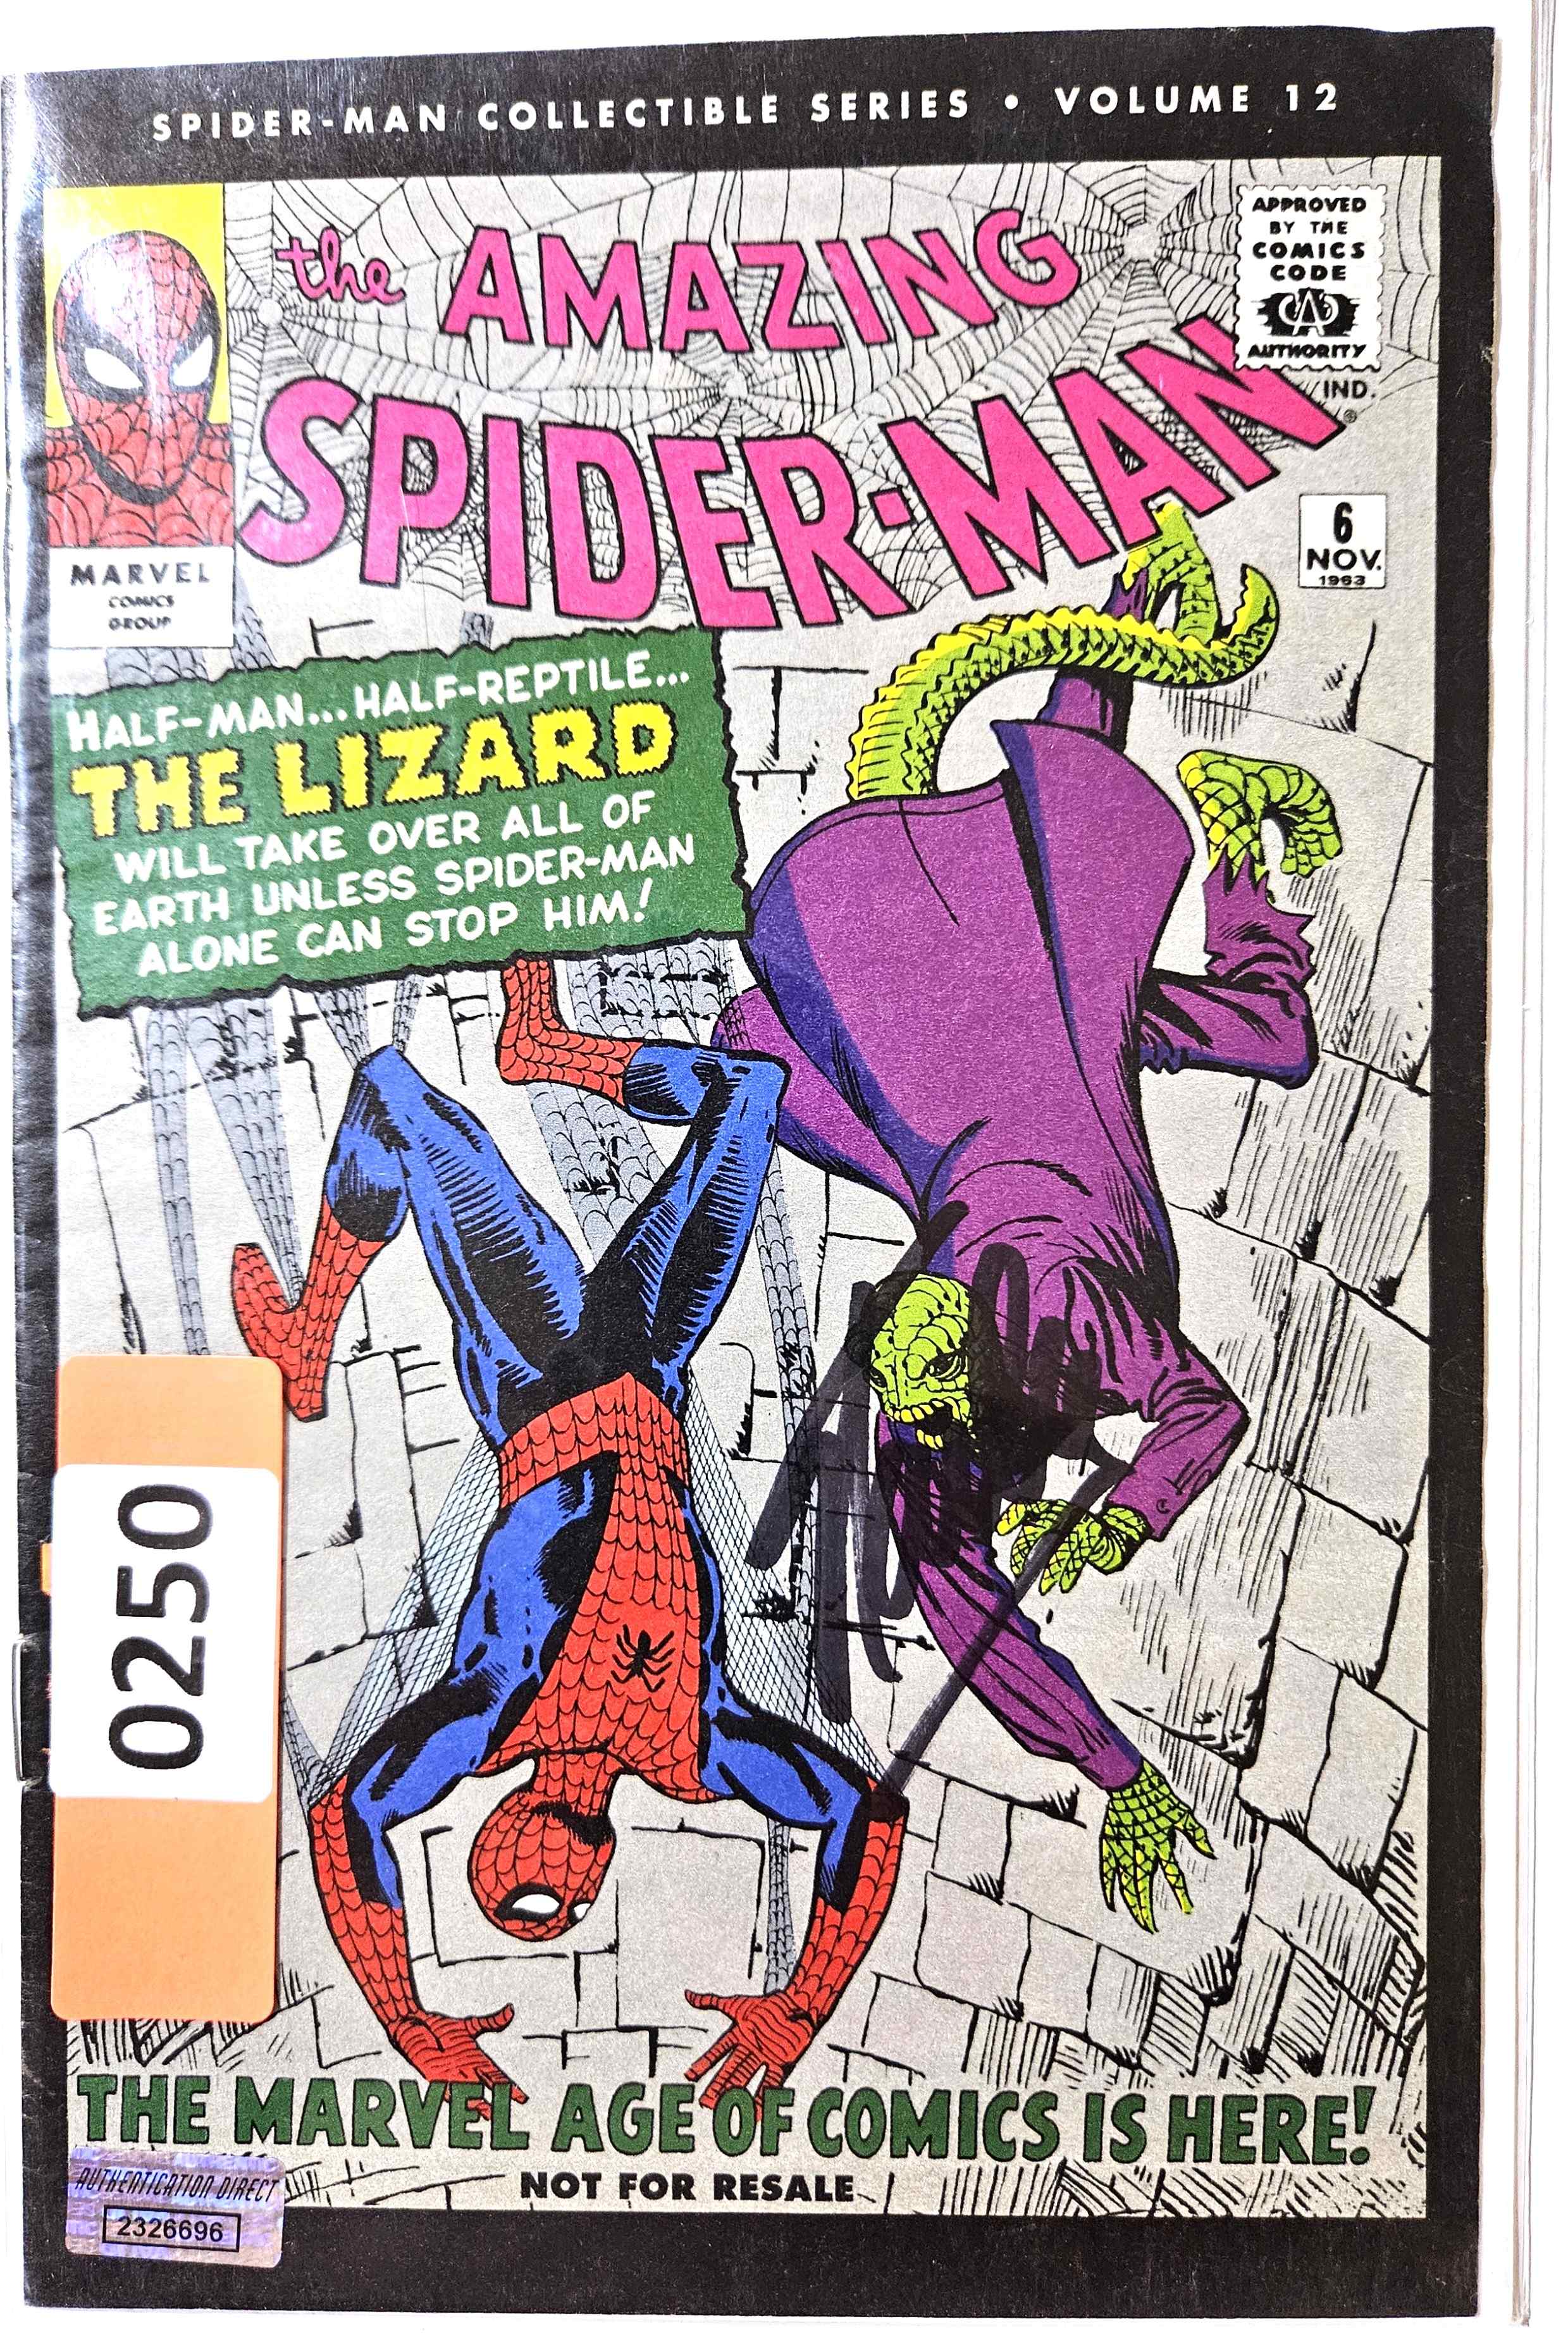 SPIDER-MAN COLLECTIBLE SERIES • VOLUME 12
the AMAZING
SPIDER-MAN
®
APPROVED
BY THE
COMICS
CODE
CA
AUTHORITY
IND.
MARVEL
COMICS
GROUP
6
NOV.
1963
HALF-MAN...HALF-REPTILE...
THE LIZARD
WILL TAKE OVER ALL OF
EARTH UNLESS SPIDER-MAN
ALONE CAN STOP HIM!
0250
THE MARVEL AGE OF COMICS IS HERE!
NOT FOR RESALE
AUTHENTICATION DIRECT
2326696